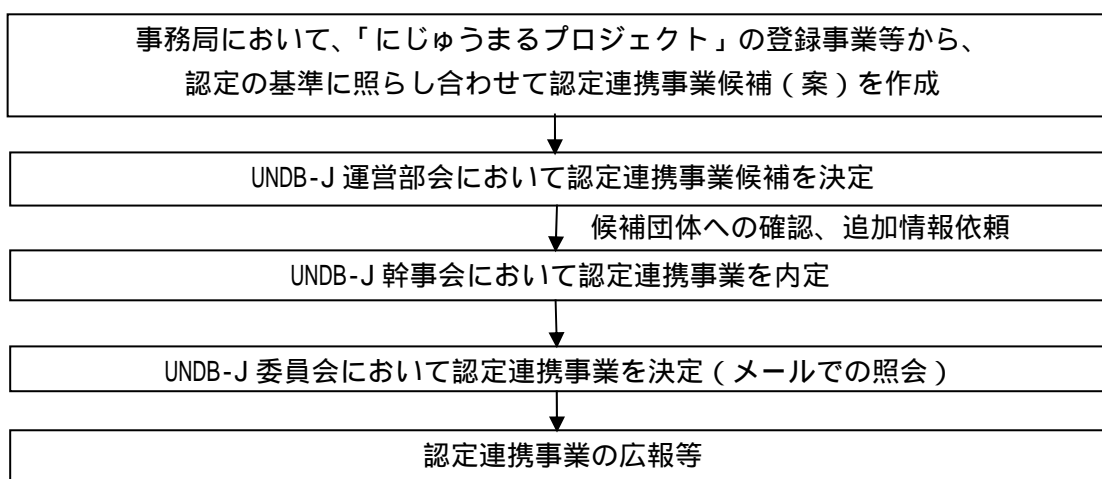 事務局において、「にじゅうまるプロジェクト」の登録事業等から、
認定の基準に照らし合わせて認定連携事業候補（案）を作成
UNDB-J 運営部会において認定連携事業候補を決定
候補団体への確認、追加情報依頼
UNDB-J 幹事会において認定連携事業を内定
UNDB-J 委員会において認定連携事業を決定（メールでの照会）
認定連携事業の広報等